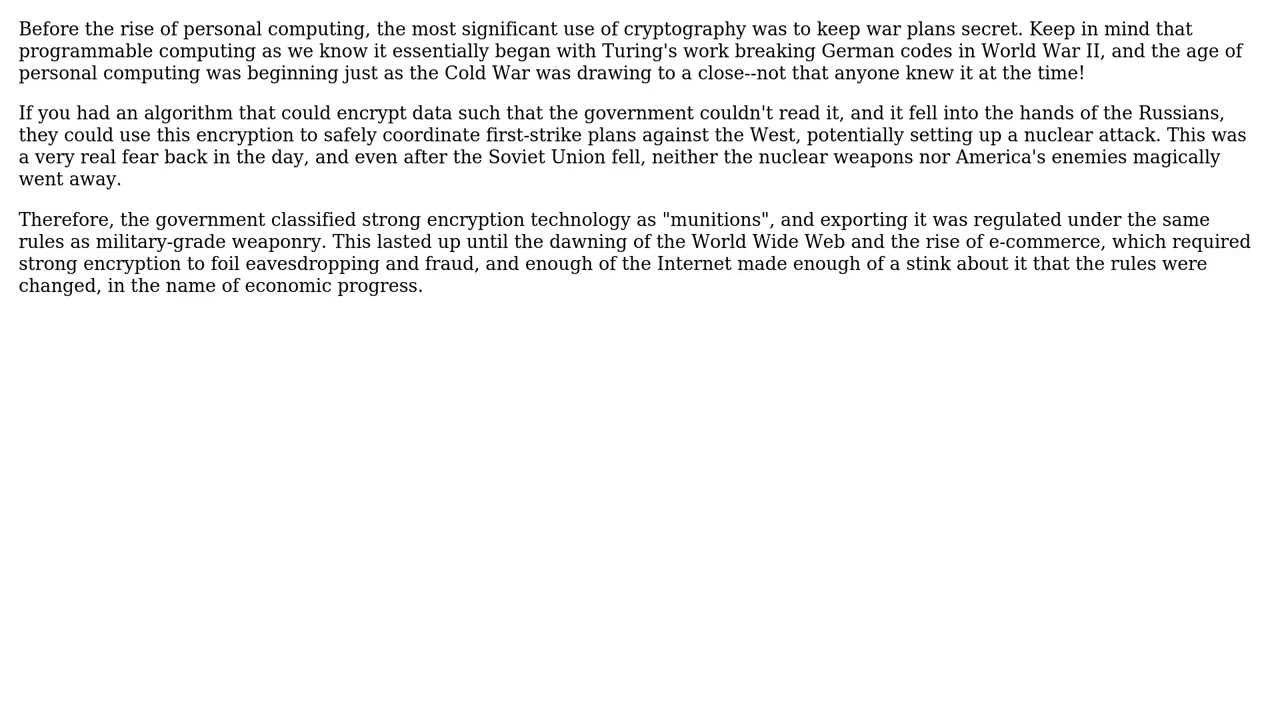 Before the rise of personal computing, the most significant use of cryptography was to keep war plans secret. Keep in mind that
programmable computing as we know it essentially began with Turing's work breaking German codes in World War II, and the age of
personal computing was beginning just as the Cold War was drawing to a close--not that anyone knew it at the time!
If you had an algorithm that could encrypt data such that the government couldn't read it, and it fell into the hands of the Russians,
they could use this encryption to safely coordinate first-strike plans against the West, potentially setting up a nuclear attack. This was
a very real fear back in the day, and even after the Soviet Union fell, neither the nuclear weapons nor America's enemies magically
went away.
Therefore, the government classified strong encryption technology as "munitions", and exporting it was regulated under the same
rules as military-grade weaponry. This lasted up until the dawning of the World Wide Web and the rise of e-commerce, which required
strong encryption to foil eavesdropping and fraud, and enough of the Internet made enough of a stink about it that the rules were
changed, in the name of economic progress.